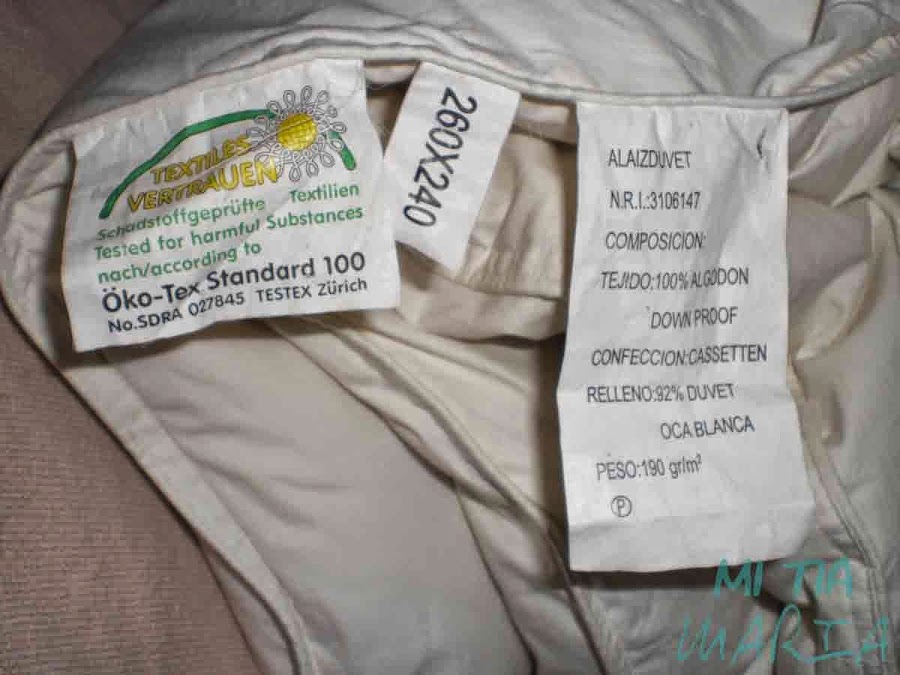 TEXTILES
VERTRAUEN
Schadstoffgeprüfte Textilien
Tested for harmful Substances
nach/according to
Öko-Tex Standard 100
No.SDRA 027845 TESTEX Zürich
260X240
ALAIZDUVET
N.R.I.:3106147
COMPOSICION:
TEJIDO:100% ALGODON
DOWN PROOF
CONFECCION:CASSETTEN
RELLENO:92% DUVET
OCA BLANCA
PESO:190 gr/m²
P
MI TIA
MARIA